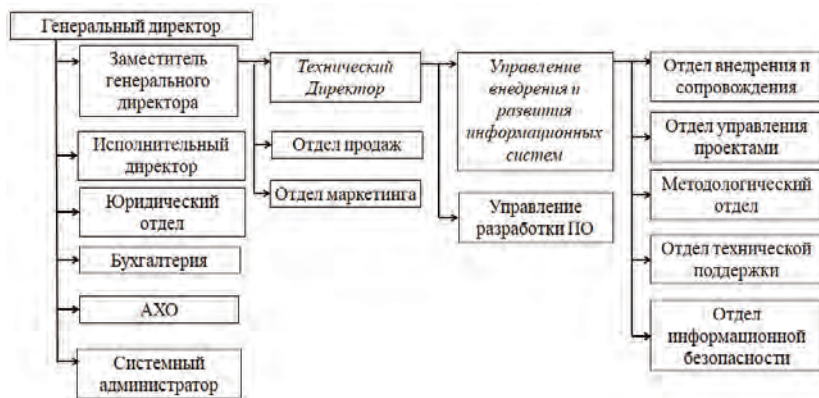 Генеральный директор
Заместитель
генерального
директора
Исполнительный
директор
Юридический
отдел
Бухгалтерия
АХО
Системный
администратор
Технический
Директор
Отдел продаж
Отдел маркетинга
Управление
внедрения и
развития
информационных
систем
Управление
разработки ПО
Отдел внедрения и
сопровождения
Отдел управления
проектами
Методологический
отдел
Отдел технической
поддержки
Отдел
информационной
безопасности